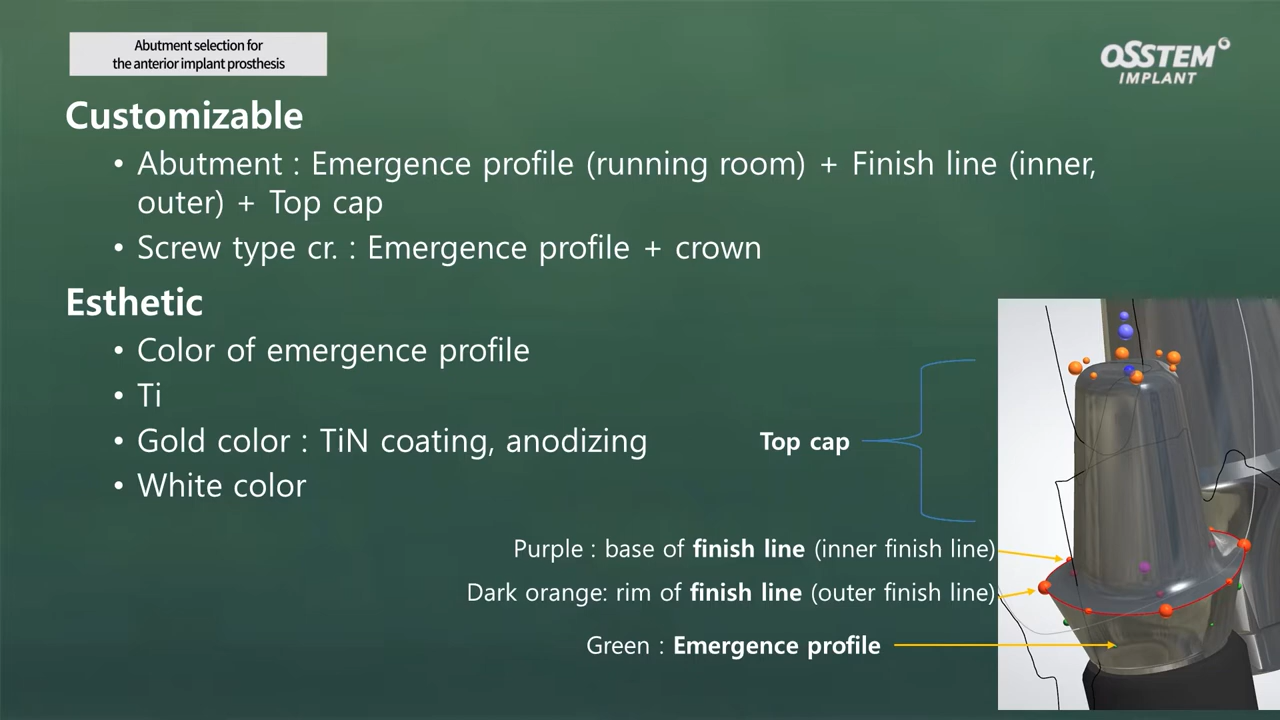 Abutment selection for
the anterior implant prosthesis
OSSTEM
IMPLANT
Customizable
• Abutment : Emergence profile (running room) + Finish line (inner,
outer) + Top cap
• Screw type cr. : Emergence profile + crown
Esthetic
• Color of emergence profile
• Ti
• Gold color : TiN coating, anodizing
• White color
Top cap
Purple : base of finish line (inner finish line)
Dark orange: rim of finish line (outer finish line)
Green : Emergence profile